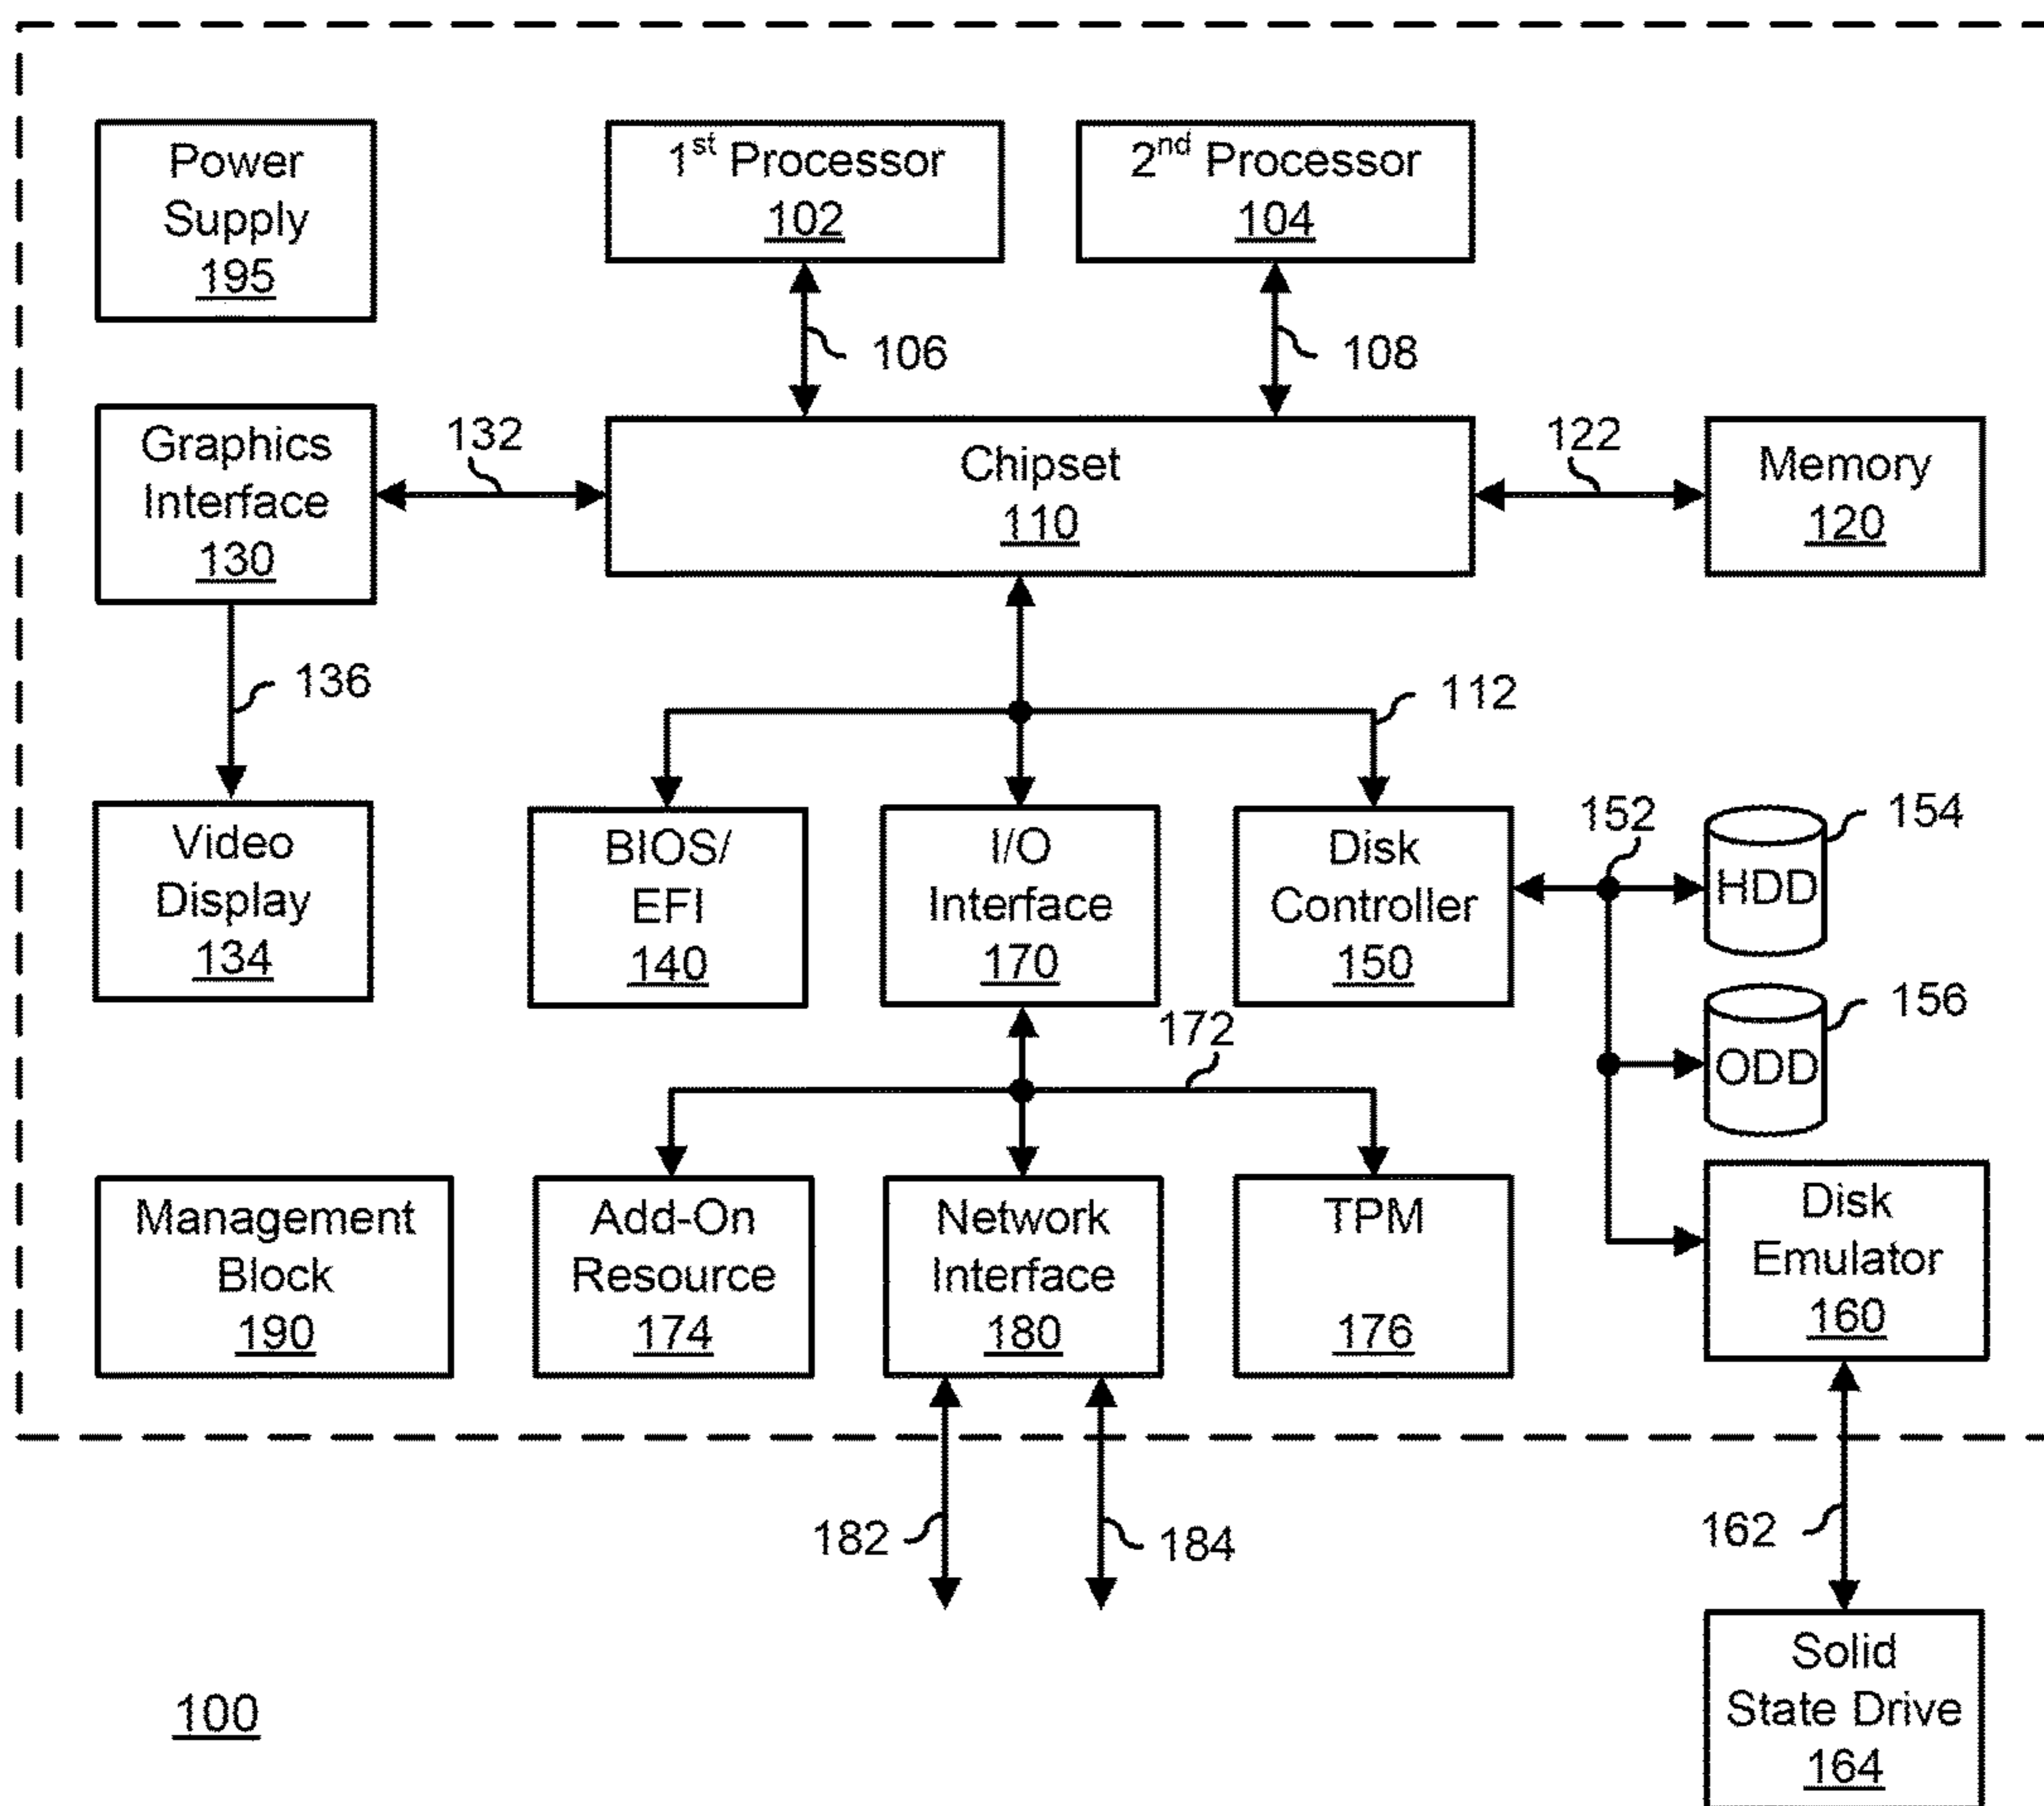 Power
Supply
195
1st Processor
102
2nd Processor
104
106
108
Graphics
Interface
130
132
Chipset
110
122
Memory
120
136
112
Video
Display
134
BIOS/
EFI
140
I/O
Interface
170
Disk
Controller
150
152
HDD
154
172
ODD
156
Management
Block
190
Add-On
Resource
174
Network
Interface
180
TPM
176
Disk
Emulator
160
182
184
162
Solid
State Drive
164
100